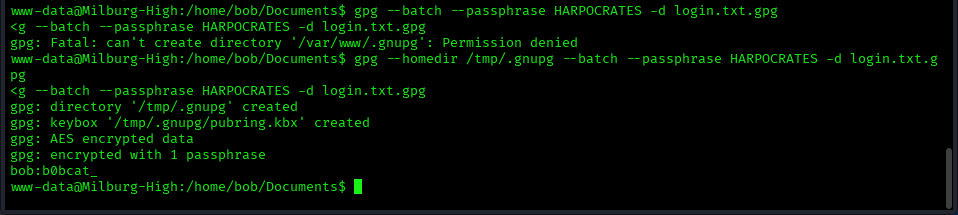 www-data@Milburg-High:/home/bob/Documents$ gpg --batch --passphrase HARPOCRATES -d login.txt.gpg
<g --batch --passphrase HARPOCRATES -d login.txt.gpg
gpg: Fatal: can't create directory '/var/www/.gnupg': Permission denied
www-data@Milburg-High:/home/bob/Documents$ gpg --homedir /tmp/.gnupg --batch --passphrase HARPOCRATES -d login.txt.g
pg
<g --batch --passphrase HARPOCRATES -d login.txt.gpg
gpg: directory '/tmp/.gnupg' created
gpg: keybox '/tmp/.gnupg/pubring.kbx' created
gpg: AES encrypted data
gpg: encrypted with 1 passphrase
bob:b0bcat_
www-data@Milburg-High:/home/bob/Documents$